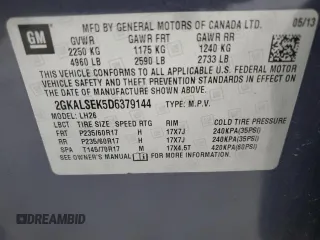 GM
MFD BY GENERAL MOTORS OF CANADA LTD. 05/13
GVWR GAWR FRT GAWR RR
2250 KG 1175 KG 1240 KG
4960 LB 2590 LB 2733 LB
THIS VEHICLE CONFORMS TO ALL APPLICABLE U.S. FEDERAL
MOTOR VEHICLE SAFETY, BUMPER, AND THEFT PREVENTION
STANDARDS IN EFFECT ON THE DATE OF MANUFACTURE SHOWN ABOVE.
2GKALSEK5D6379144 TYPE: M.P.V.
MODEL: LH26
LBCT TIRE SIZE SPEED RTG RIM COLD TIRE PRESSURE
FRT P235/60R17 H 17X7J 240KPA(35PSI)
RR P235/60R17 H 17X7J 240KPA(35PSI)
SPA T145/70R17 M 17X4.5T 420KPA(60PSI)
SEE OWNER'S MANUAL FOR MORE INFORMATION.
DREAMBID